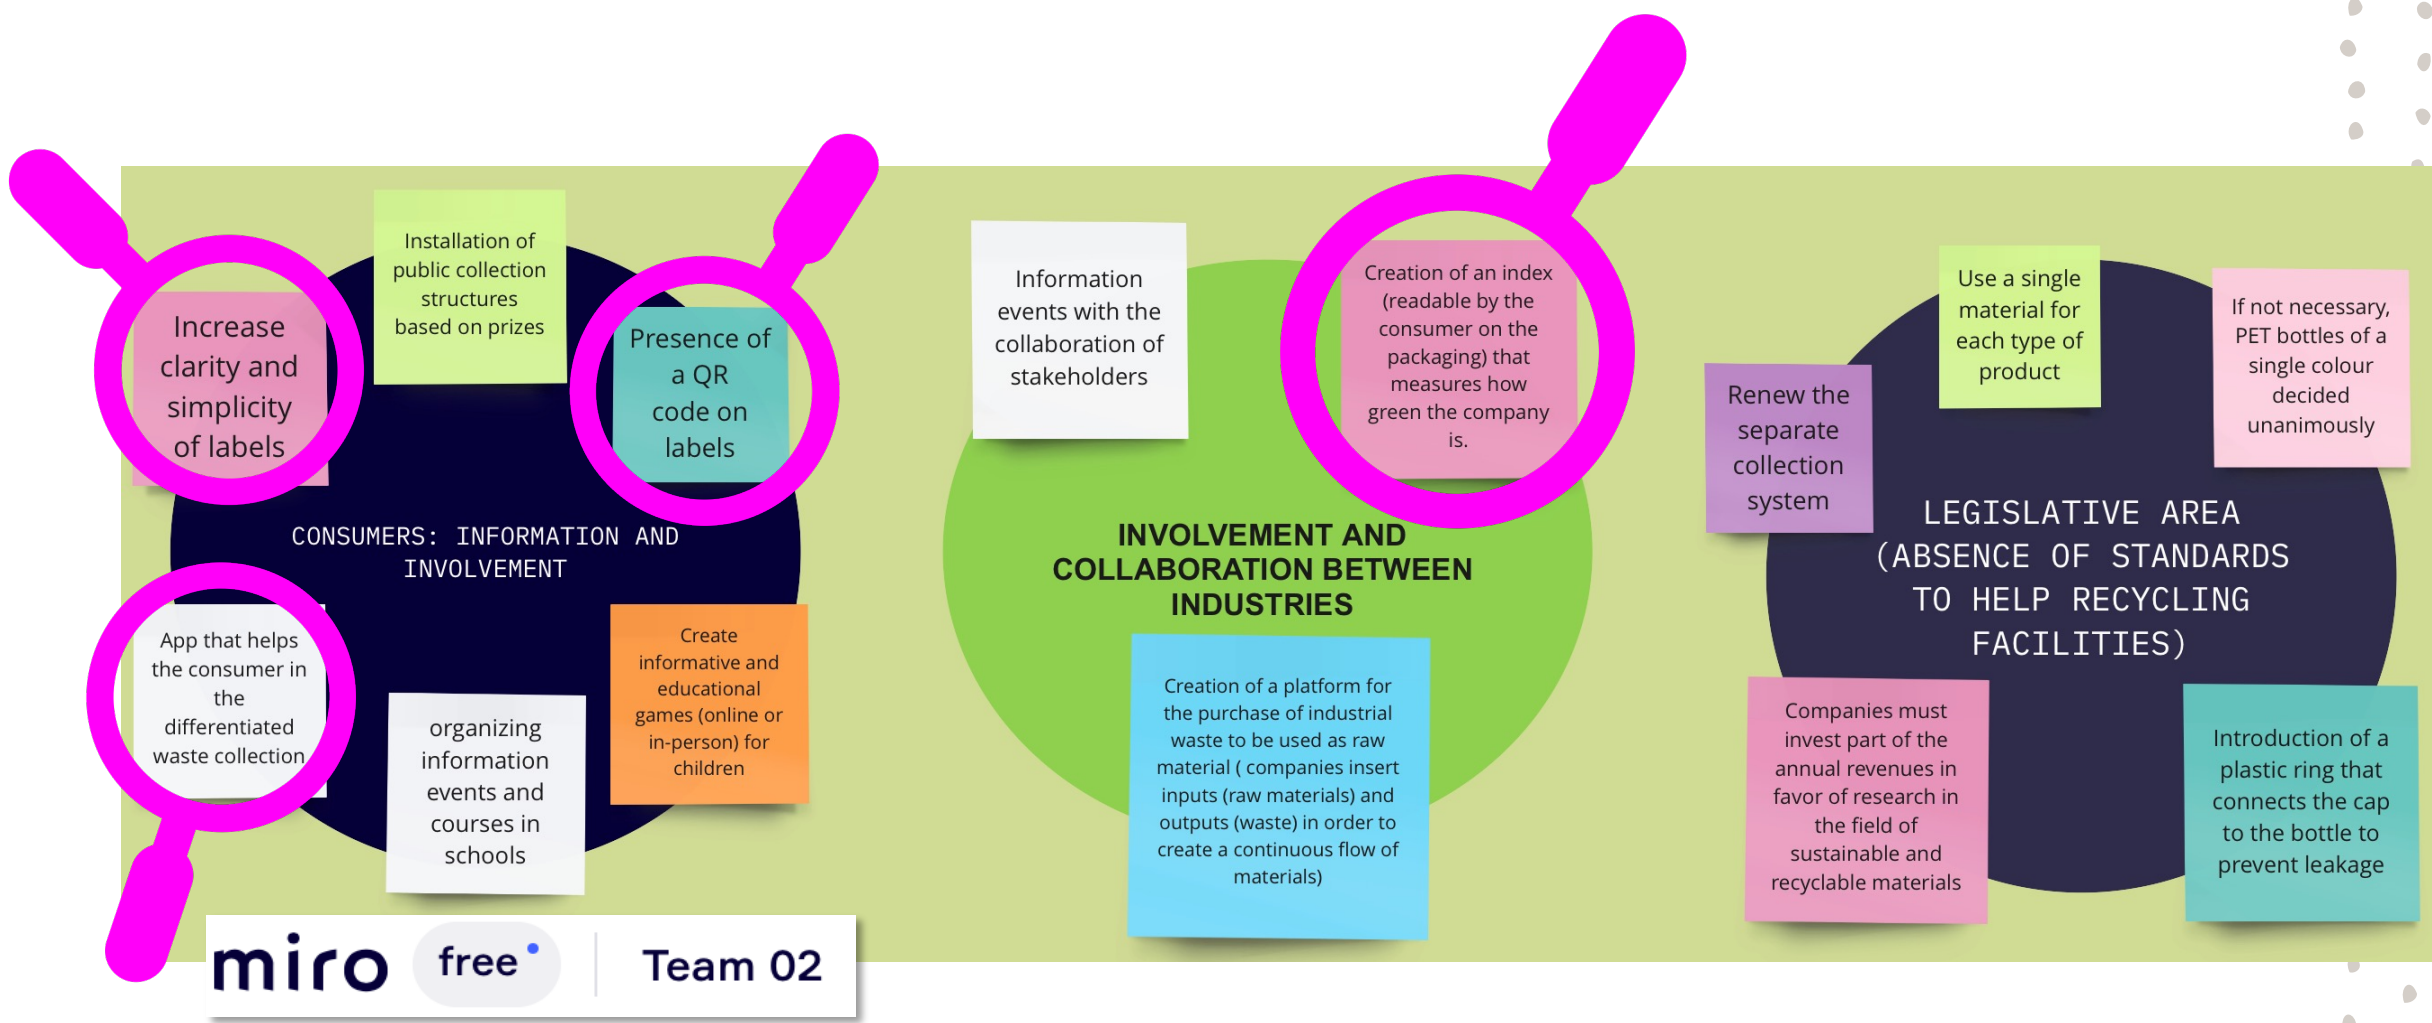 Increase
clarity and
simplicity
of labels
Installation of
public collection
structures
based on prizes
Presence of
a QR
code on
labels
CONSUMERS: INFORMATION AND
INVOLVEMENT
App that helps
the consumer in
the
differentiated
waste collection
organizing
information
events and
courses in
schools
Create
informative and
educational
games (online or
in-person) for
children
Information
events with the
collaboration of
stakeholders
Creation of an index
(readable by the
consumer on the
packaging) that
measures how
green the company
is.
INVOLVEMENT AND
COLLABORATION BETWEEN
INDUSTRIES
Creation of a platform for
the purchase of industrial
waste to be used as raw
material ( companies insert
inputs (raw materials) and
outputs (waste) in order to
create a continuous flow of
materials)
Renew the
separate
collection
system
Use a single
material for
each type of
product
If not necessary,
PET bottles of a
single colour
decided
unanimously
LEGISLATIVE AREA
(ABSENCE OF STANDARDS
TO HELP RECYCLING
FACILITIES)
Companies must
invest part of the
annual revenues in
favor of research in
the field of
sustainable and
recyclable materials
Introduction of a
plastic ring that
connects the cap
to the bottle to
prevent leakage
miro free Team 02